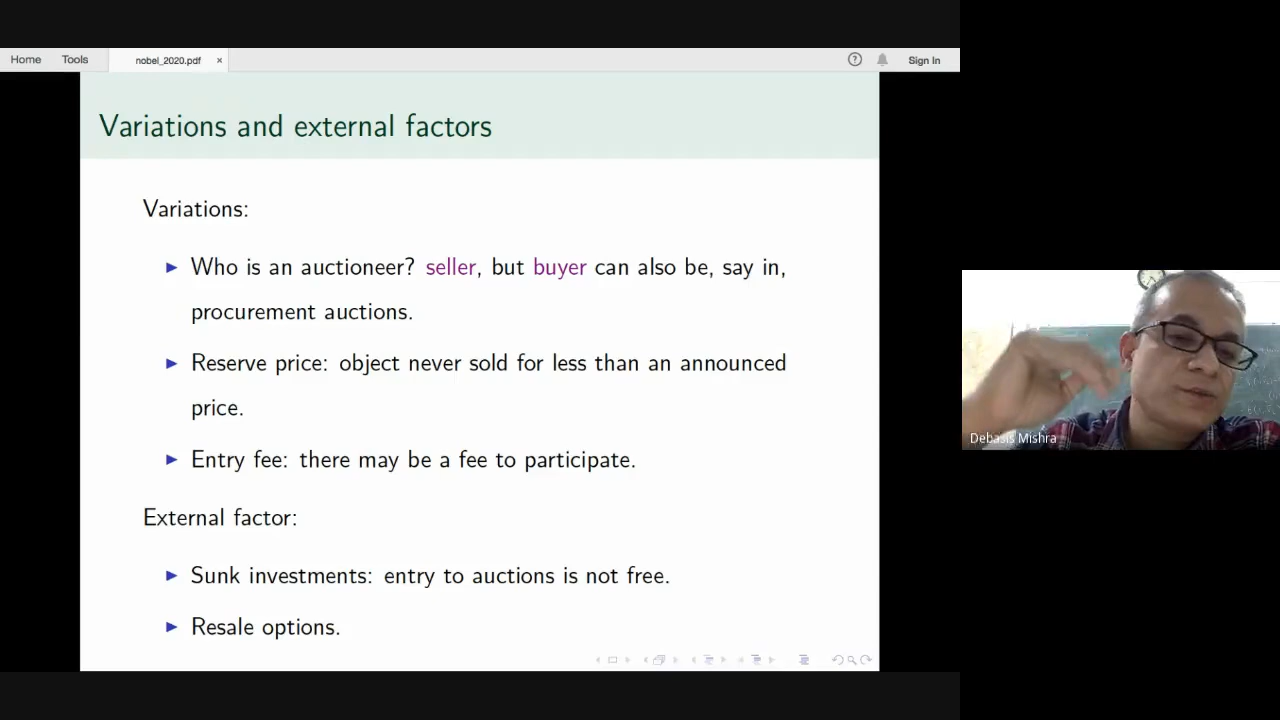 Home Tools nobel_2020.pdf × Sign In
Variations and external factors
Variations:
Who is an auctioneer? seller, but buyer can also be, say in,
procurement auctions.
Reserve price: object never sold for less than an announced
price.
Entry fee: there may be a fee to participate.
External factor:
Sunk investments: entry to auctions is not free.
Resale options.
Debasis Mishra